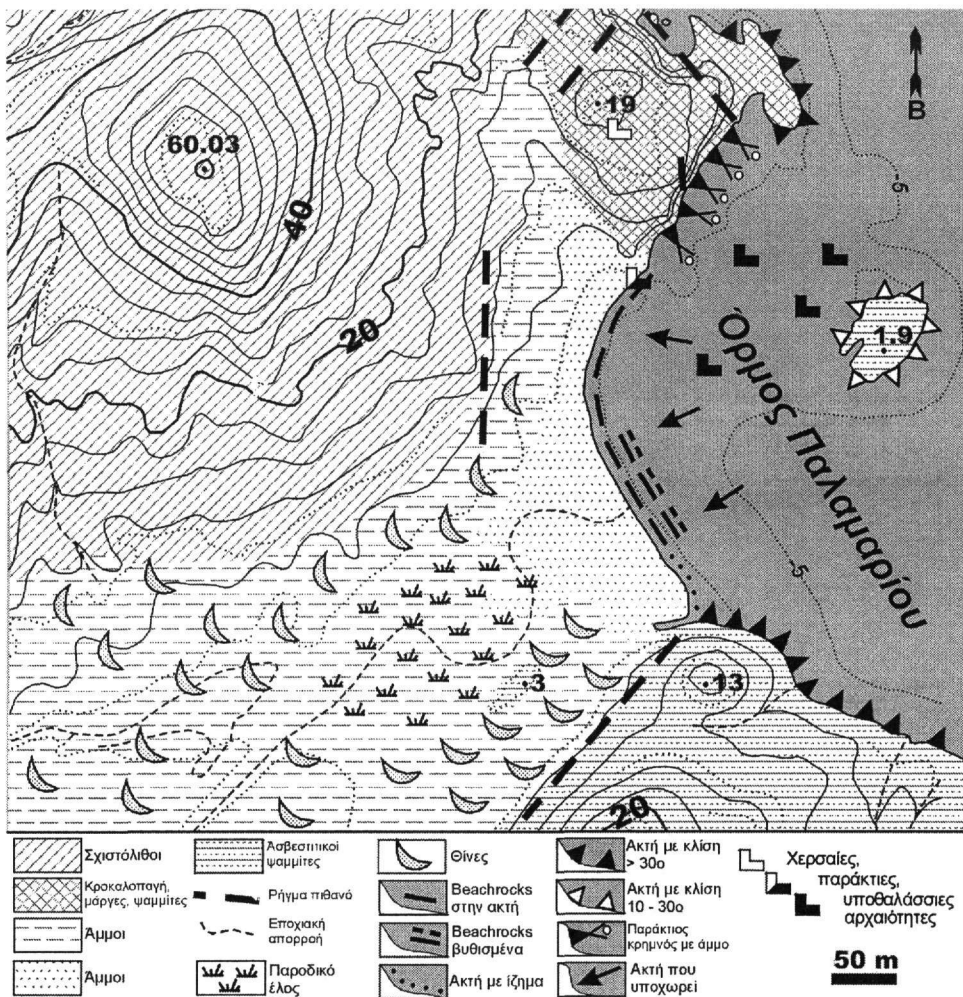 60.03
19
B
40
-5
20
1.9
Όρμος Παλαμαρίου
-5
3
13
20
Σχιστόλιθοι
Κροκαλοπαγή,
μάργες, ψαμμίτες
Άμμοι
Άμμοι
Ασβεστιτικοί
ψαμμίτες
Ρήγμα πιθανό
Εποχιακή
απορροή
Παροδικό
έλος
Θίνες
Beachrocks
στην ακτή
Beachrocks
βυθισμένα
Ακτή με ίζημα
Ακτή με κλίση
> 30ο
Ακτή με κλίση
10 - 30ο
Παράκτιος
κρημνός με άμμο
Ακτή που
υποχωρεί
Χερσαίες,
παράκτιες,
υποθαλάσσιες
αρχαιότητες
50 m